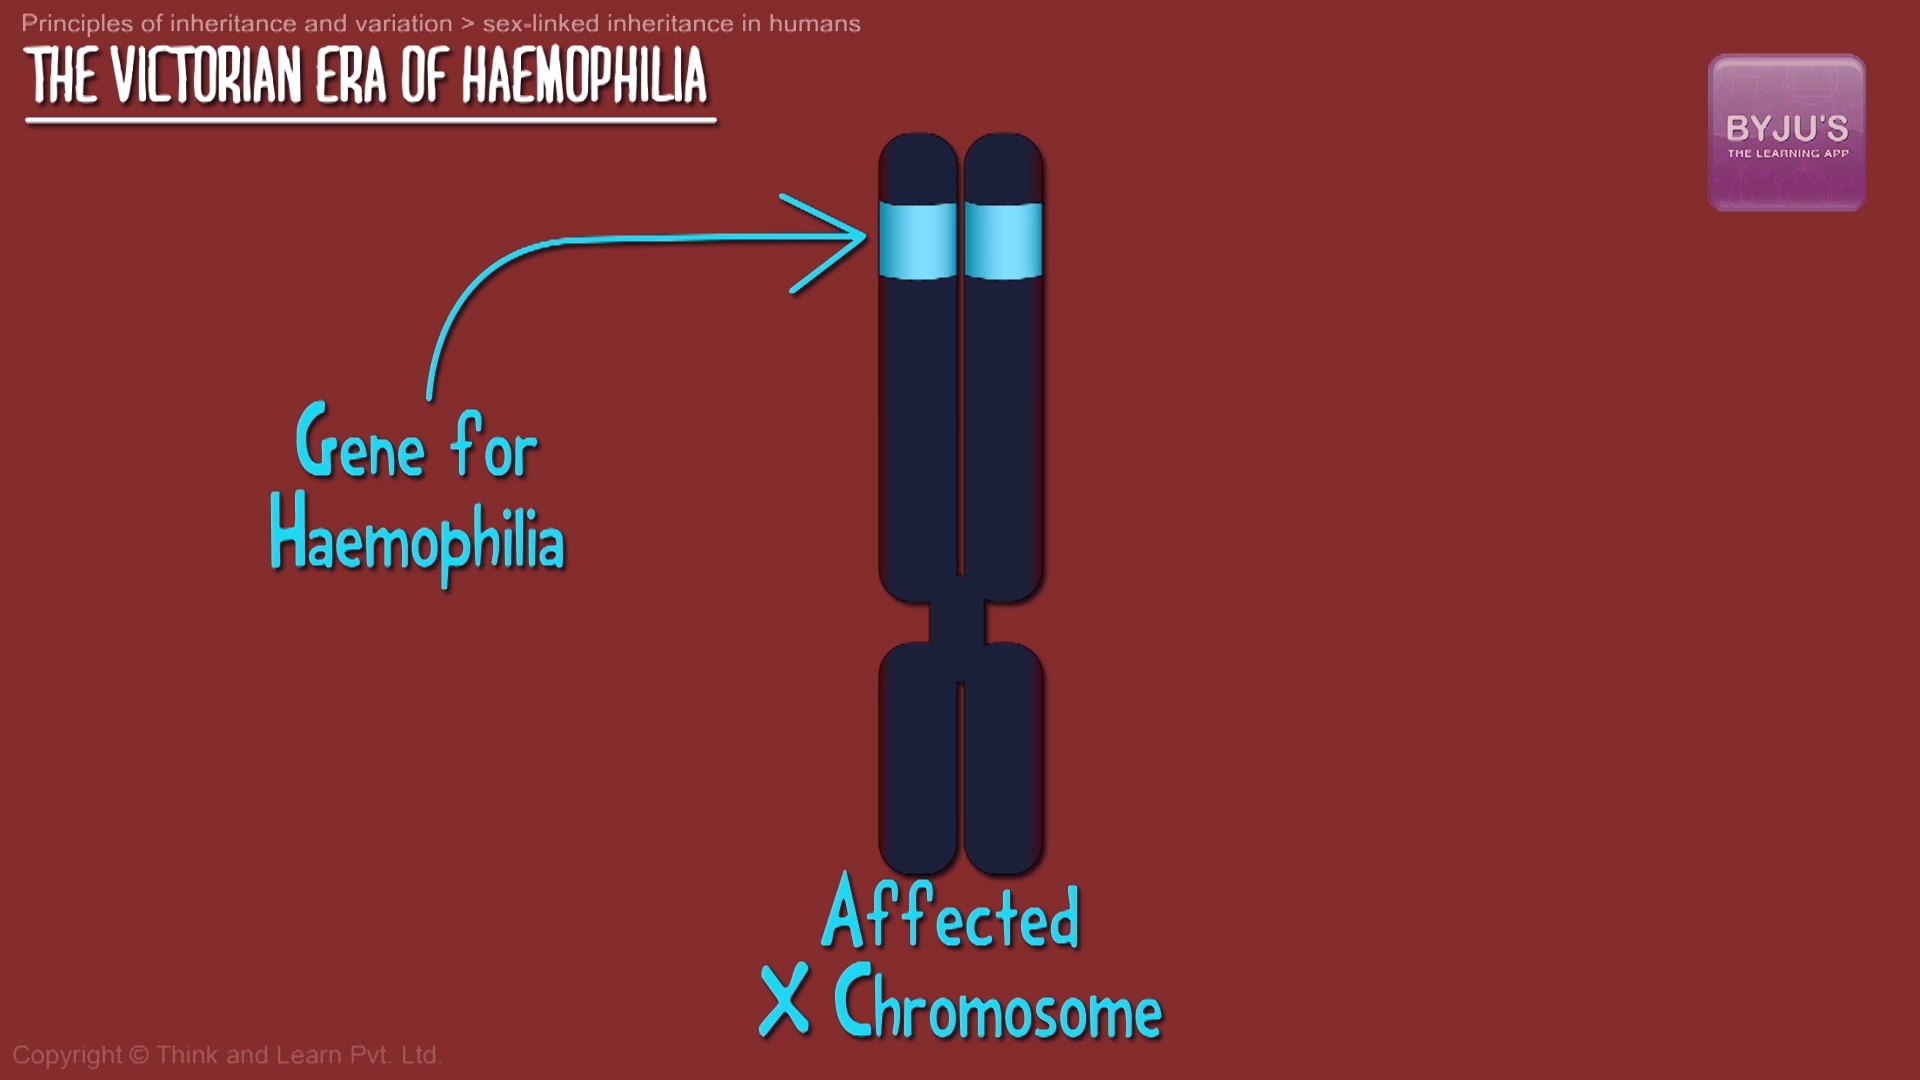 Principles of inheritance and variation > sex-linked inheritance in humans
THE VICTORIAN ERA OF HAEMOPHILIA
BYJU'S
THE LEARNING APP
Gene for
Haemophilia
Affected
X Chromosome
Copyright © Think and Learn Pvt. Ltd.